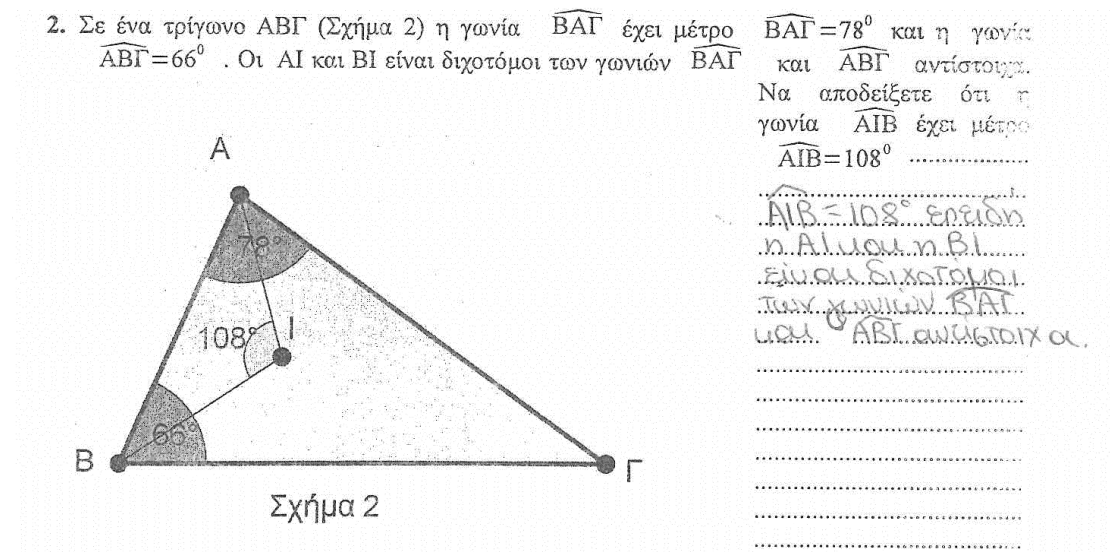 2. Σε ένα τρίγωνο ΑΒΓ (Σχήμα 2) η γωνία ΒΑΓ έχει μέτρο ΒΑΓ=78⁰ και η γωνία
ΑΒΓ=66⁰ . Οι ΑΙ και ΒΙ είναι διχοτόμοι των γωνιών ΒΑΓ και ΑΒΓ αντίστοιχα.
Να αποδείξετε ότι η
γωνία ΑΙΒ έχει μέτρο
ΑΙΒ=108⁰ ..................
ΑΙΒ = 108° επειδή
η ΑΙ και η ΒΙ
είναι διχοτόμοι
των γωνιών ΒΑΓ
και ΑΒΓ αντιστοιχα.
Α
78°
108°
Ι
66°
Β
Γ
Σχήμα 2